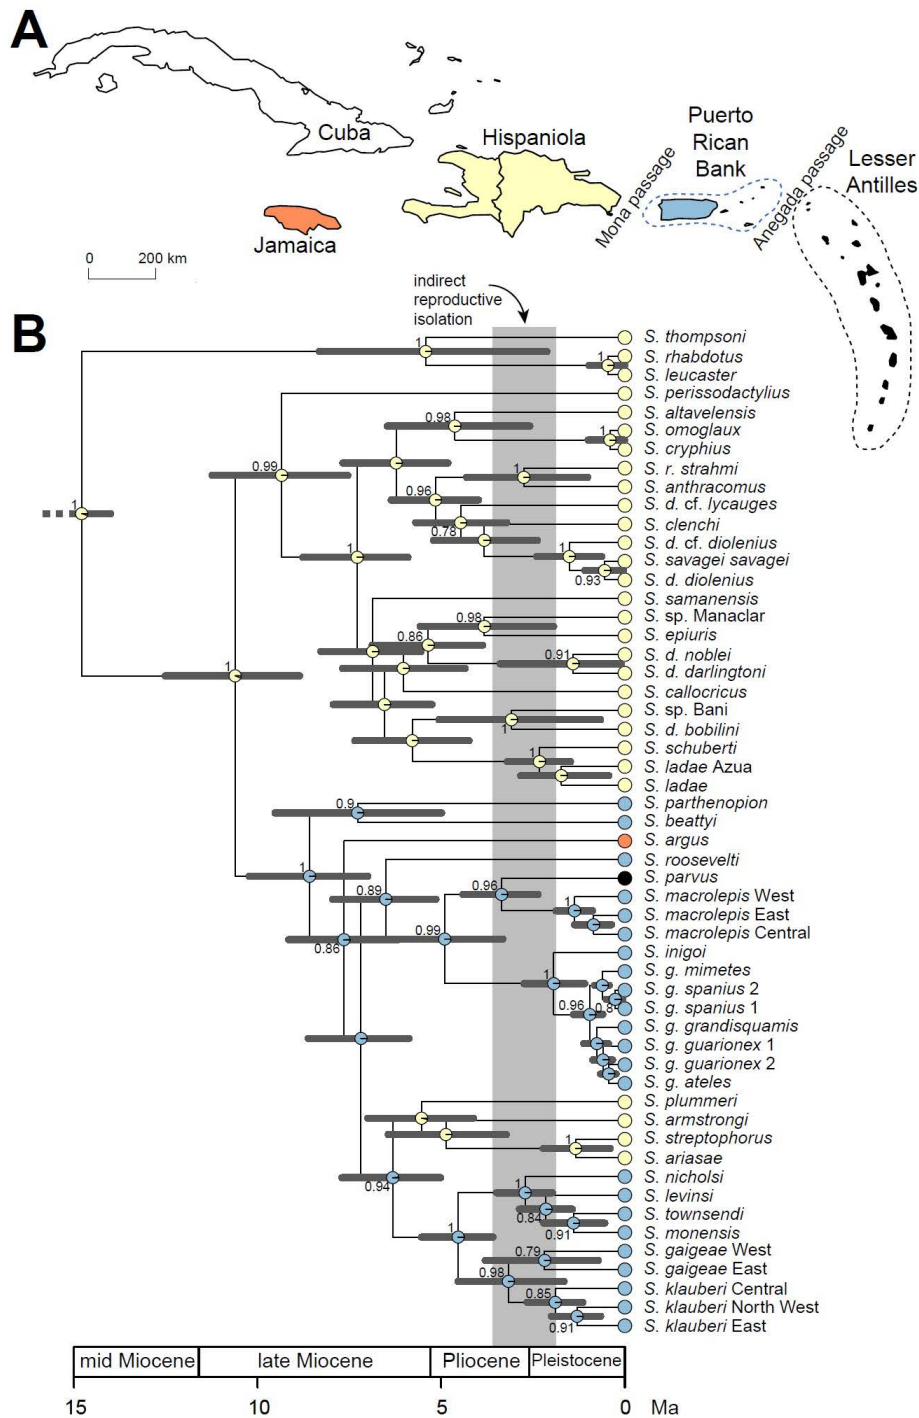 A
Cuba
Hispaniola
Puerto
Rican
Bank
Lesser
Antilles
Mona passage
Anegada passage
Jamaica
0 200 km
indirect
reproductive
isolation
B
1
S. thompsoni
1
S. rhabdotus
S. leucaster
S. perissodactylius
0.98
S. altavelensis
1
S. omoglaux
S. cryphius
0.99
1
S. r. strahmi
0.96
S. anthracomus
1
S. d. cf. lycauges
0.78
S. clenchi
1
S. d. cf. diolenius
1
S. savagei savagei
0.93
S. d. diolenius
S. samanensis
0.98
S. sp. Manaclar
0.86
S. epiuris
0.91
S. d. noblei
1
S. d. darlingtoni
S. callocricus
S. sp. Bani
1
S. d. bobilini
1
S. schuberti
S. ladae Azua
S. ladae
0.9
S. parthenopion
S. beattyi
S. argus
1
S. roosevelti
0.89
0.96
S. parvus
1
S. macrolepis West
0.99
S. macrolepis East
0.86
S. macrolepis Central
S. inigoi
1
S. g. mimetes
S. g. spanius 2
0.96
0.8
S. g. spanius 1
S. g. grandisquamis
S. g. guarionex 1
S. g. guarionex 2
S. g. ateles
S. plummeri
S. armstrongi
1
S. streptophorus
S. ariasae
0.94
1
S. nicholsi
S. levinsi
0.84
S. townsendi
1
0.91
S. monensis
0.79
S. gaigeae West
0.98
S. gaigeae East
0.85
S. klauberi Central
S. klauberi North West
0.91
S. klauberi East
mid Miocene late Miocene Pliocene Pleistocene
15 10 5 0 Ma